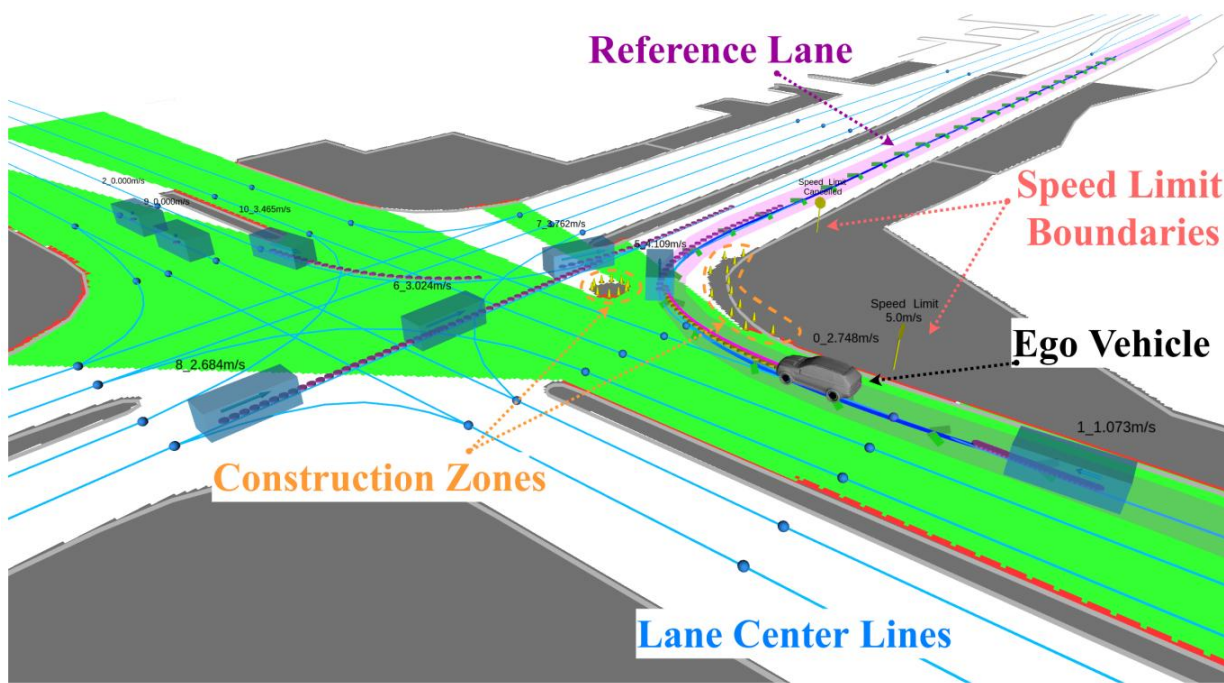 Reference Lane
Speed Limit
Cancelled
Speed Limit
Boundaries
2_0.000m/s
9_0.000m/s
10_3.465m/s
7_3.762m/s
5_4.109m/s
6_3.024m/s
Speed Limit
5.0m/s
0_2.748m/s
Ego Vehicle
8_2.684m/s
1_1.073m/s
Construction Zones
Lane Center Lines